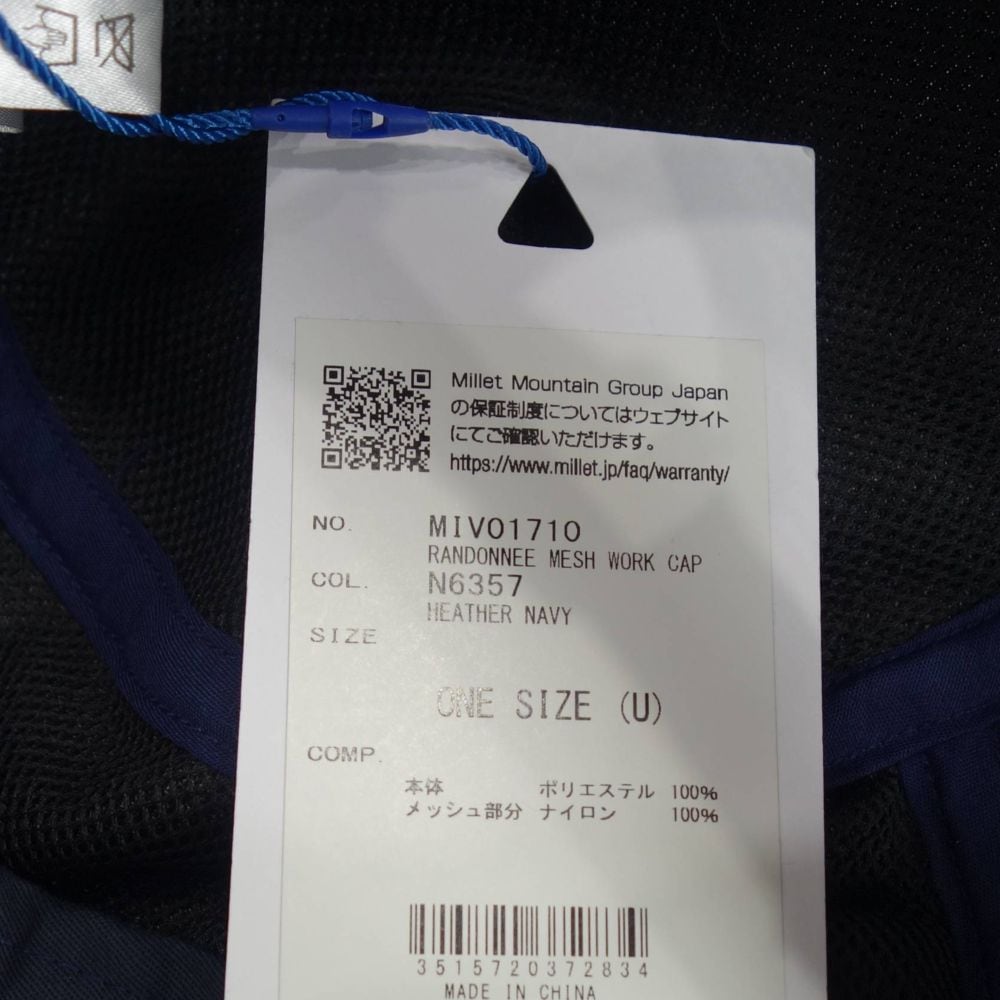 Millet Mountain Group Japan
の保証制度についてはウェブサイト
にてご確認いただけます。
https://www.millet.jp/faq/warranty/
NO. MIV01710
RANDONNEE MESH WORK CAP
COL. N6357
HEATHER NAVY
SIZE
ONE SIZE (U)
COMP.
本体 ポリエステル 100%
メッシュ部分 ナイロン 100%
3515720372834
MADE IN CHINA